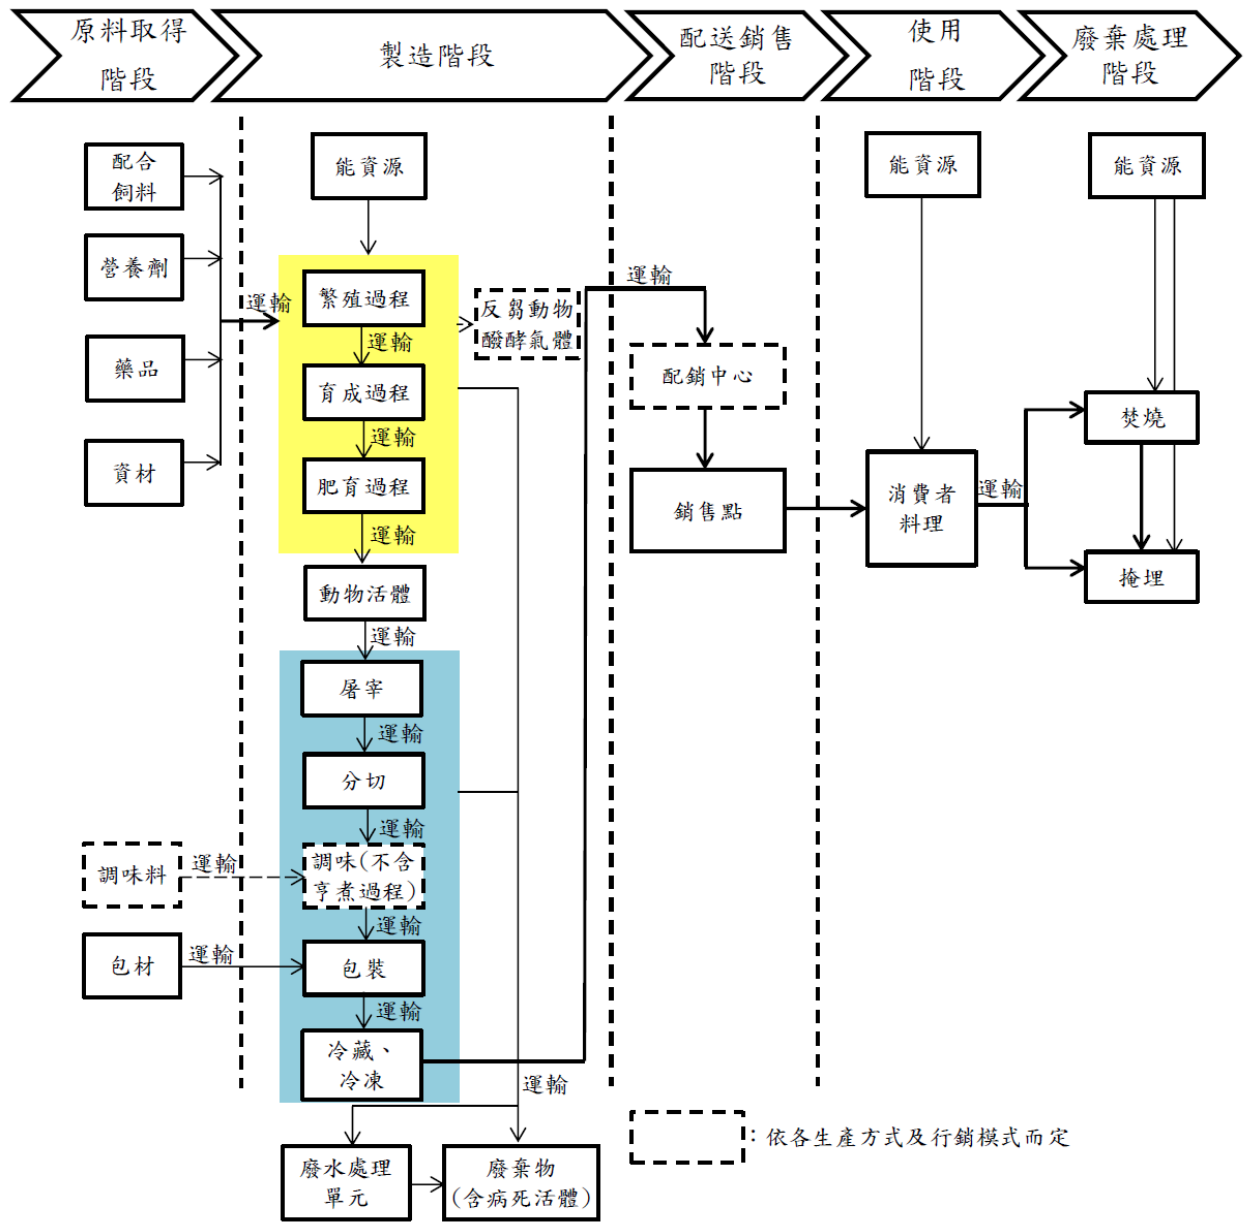 原料取得
階段
製造階段
配送銷售
階段
使用
階段
廢棄處理
階段
配合
飼料
營養劑
藥品
資材
運輸
調味料
運輸
包材
運輸
能資源
繁殖過程
運輸
育成過程
運輸
肥育過程
運輸
動物活體
運輸
屠宰
運輸
分切
運輸
調味(不含
亨煮過程)
運輸
包裝
運輸
冷藏、
冷凍
反芻動物
醱酵氣體
運輸
廢水處理
單元
廢棄物
(含病死活體)
運輸
配銷中心
銷售點
能資源
消費者
料理
運輸
能資源
焚燒
掩埋
：依各生產方式及行銷模式而定